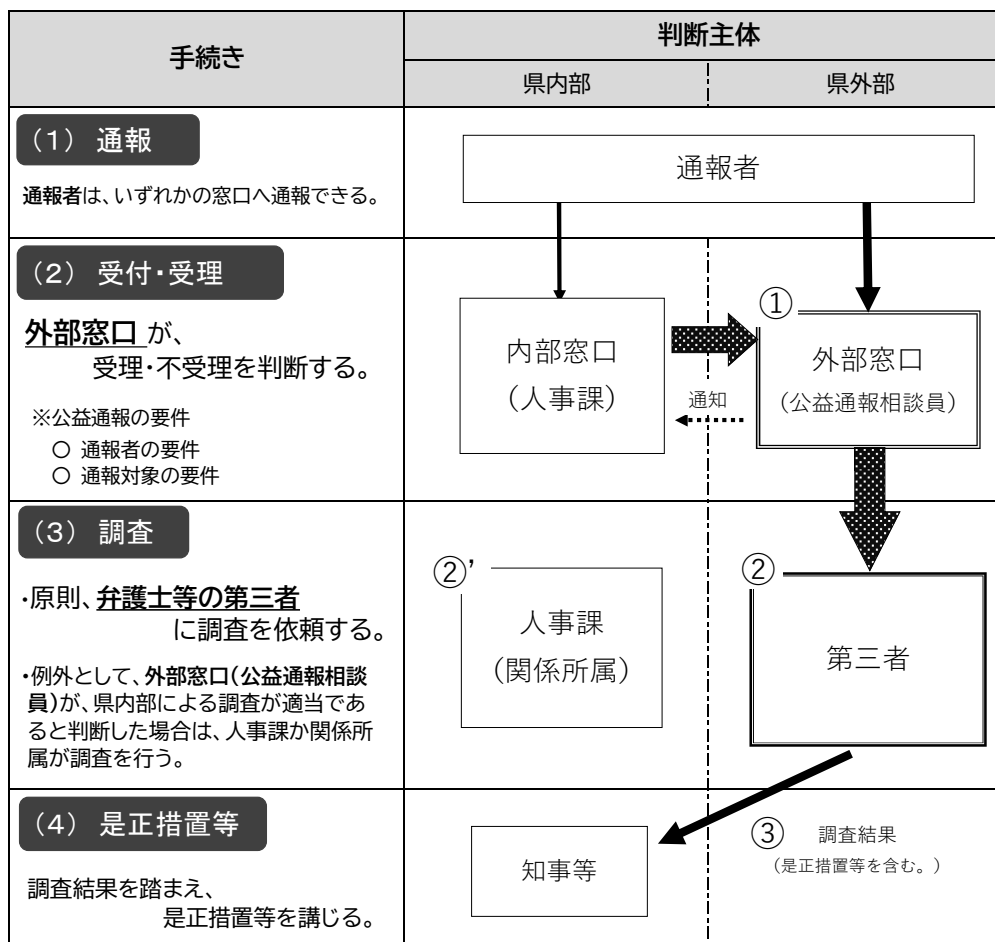 手続き
判断主体
県内部
県外部
（１） 通報
通報者は、いずれかの窓口へ通報できる。
通報者
（２） 受付・受理
外部窓口 が、
受理・不受理を判断する。
※公益通報の要件
○ 通報者の要件
○ 通報対象の要件
内部窓口
（人事課）
通知
①
外部窓口
（公益通報相談員）
（３） 調査
・原則、弁護士等の第三者
に調査を依頼する。
・例外として、外部窓口（公益通報相談
員）が、県内部による調査が適当であ
ると判断した場合は、人事課か関係所
属が調査を行う。
②’
人事課
（関係所属）
②
第三者
（４） 是正措置等
調査結果を踏まえ、
是正措置等を講じる。
知事等
③ 調査結果
（是正措置等を含む。）